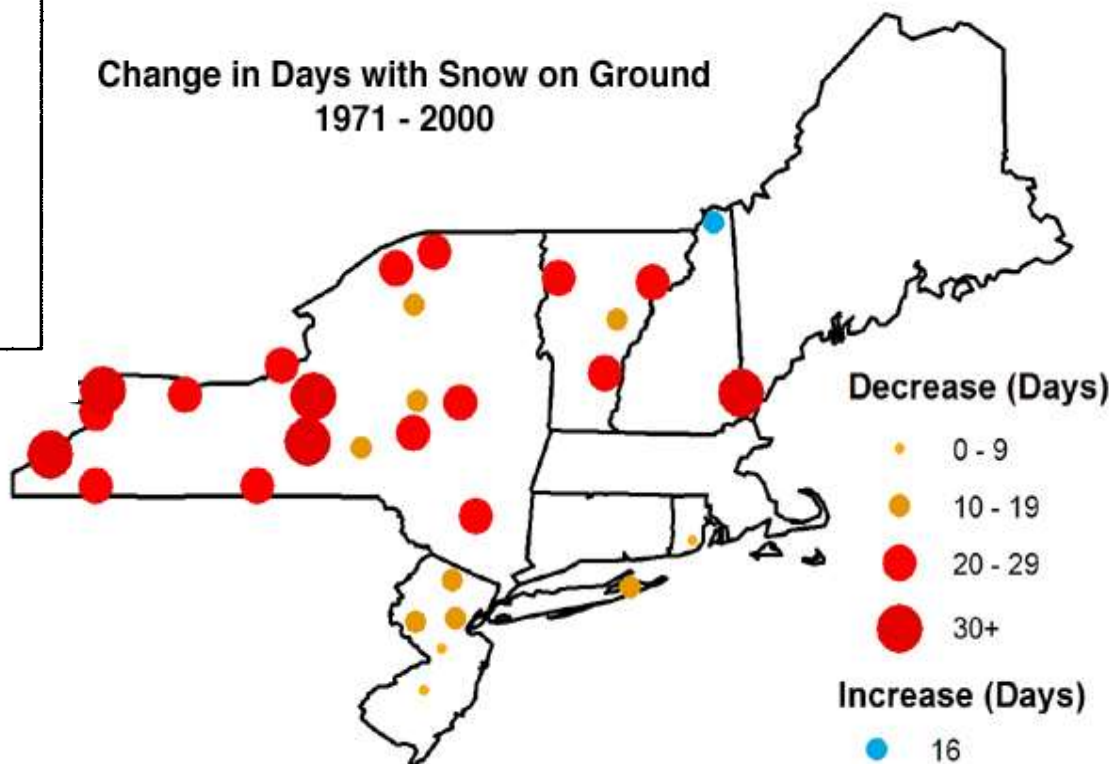 Change in Days with Snow on Ground
1971 - 2000
Decrease (Days)
0 - 9
10 - 19
20 - 29
30+
Increase (Days)
16